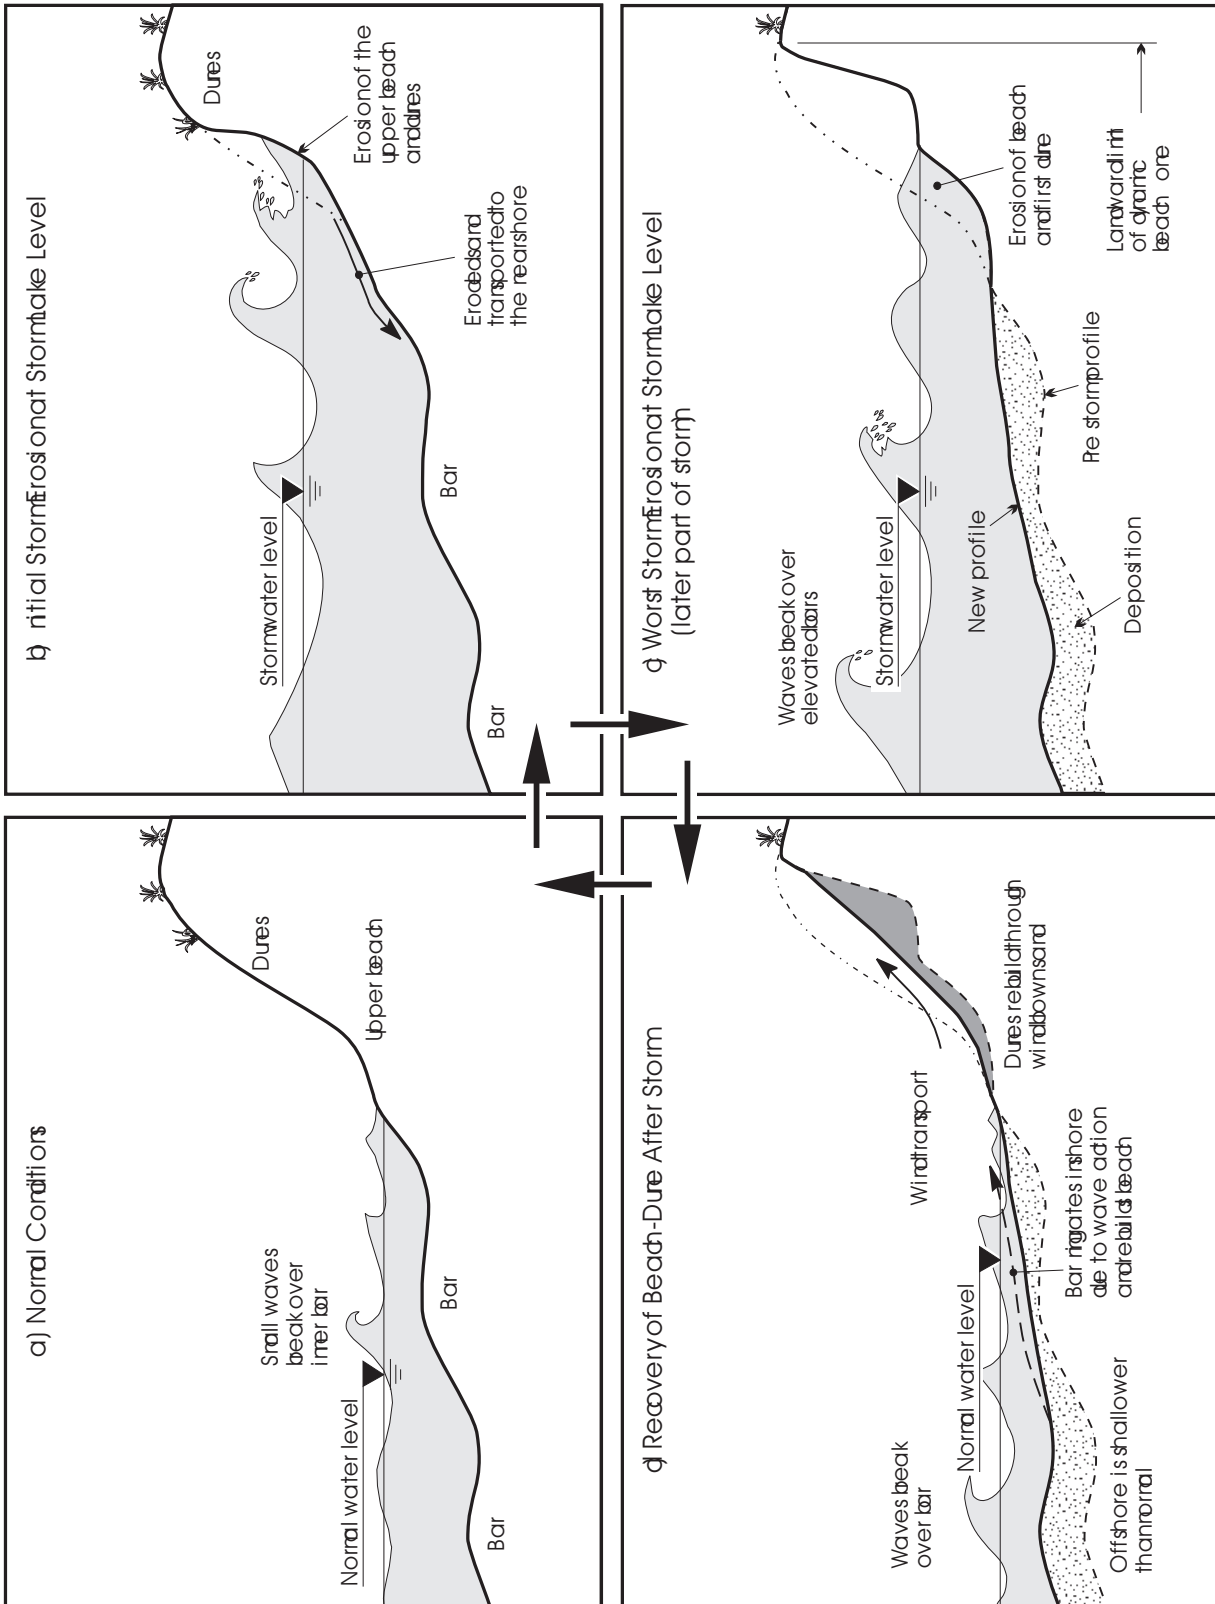 a) Normal Conditions
Dunes
Upper beach
Small waves
break over
inner bar
Normal water level
Bar
Bar
b) Initial Storm Erosion at Storm Lake Level
Dunes
Erosion of the
upper beach
and dunes
Eroded sand
transported to
the nearshore
Storm water level
Bar
Bar
c) Worst Storm Erosion at Storm Lake Level
(later part of storm)
Waves break over
elevated bars
Storm water level
New profile
Erosion of beach
and first dune
Landward limit
of dynamic
beach zone
Pre storm profile
Deposition
d) Recovery of Beach-Dune After Storm
Waves break
over bar
Normal water level
Wind transport
Dunes rebuild through
windblown sand
Bar migrates inshore
due to wave action
and rebuilds beach
Offshore is shallower
than normal